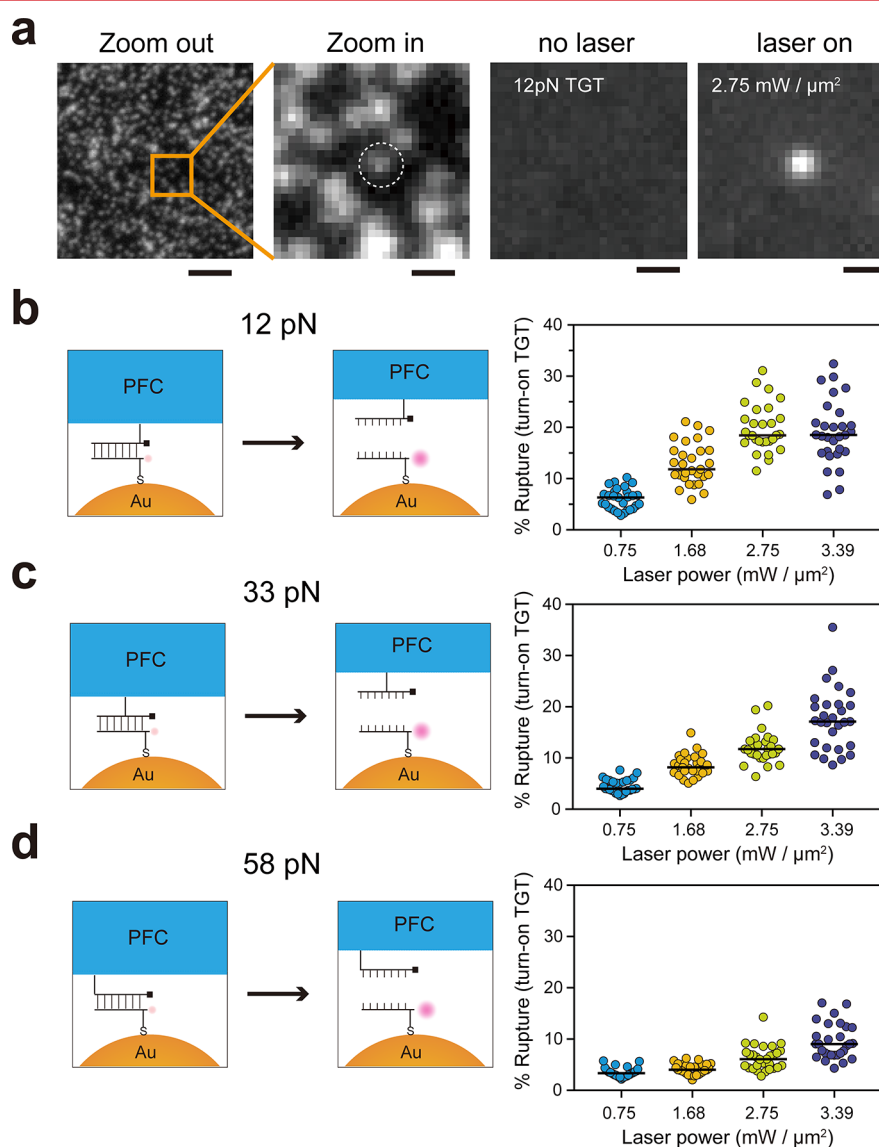 a
Zoom out
Zoom in
no laser
laser on
12pN TGT
2.75 mW / µm²
b
12 pN
PFC
S
Au
PFC
S
Au
% Rupture (turn-on TGT)
40
30
20
10
0
0.75
1.68
2.75
3.39
Laser power (mW / µm²)
c
33 pN
PFC
S
Au
PFC
S
Au
% Rupture (turn-on TGT)
40
30
20
10
0
0.75
1.68
2.75
3.39
Laser power (mW / µm²)
d
58 pN
PFC
S
Au
PFC
S
Au
% Rupture (turn-on TGT)
40
30
20
10
0
0.75
1.68
2.75
3.39
Laser power (mW / µm²)